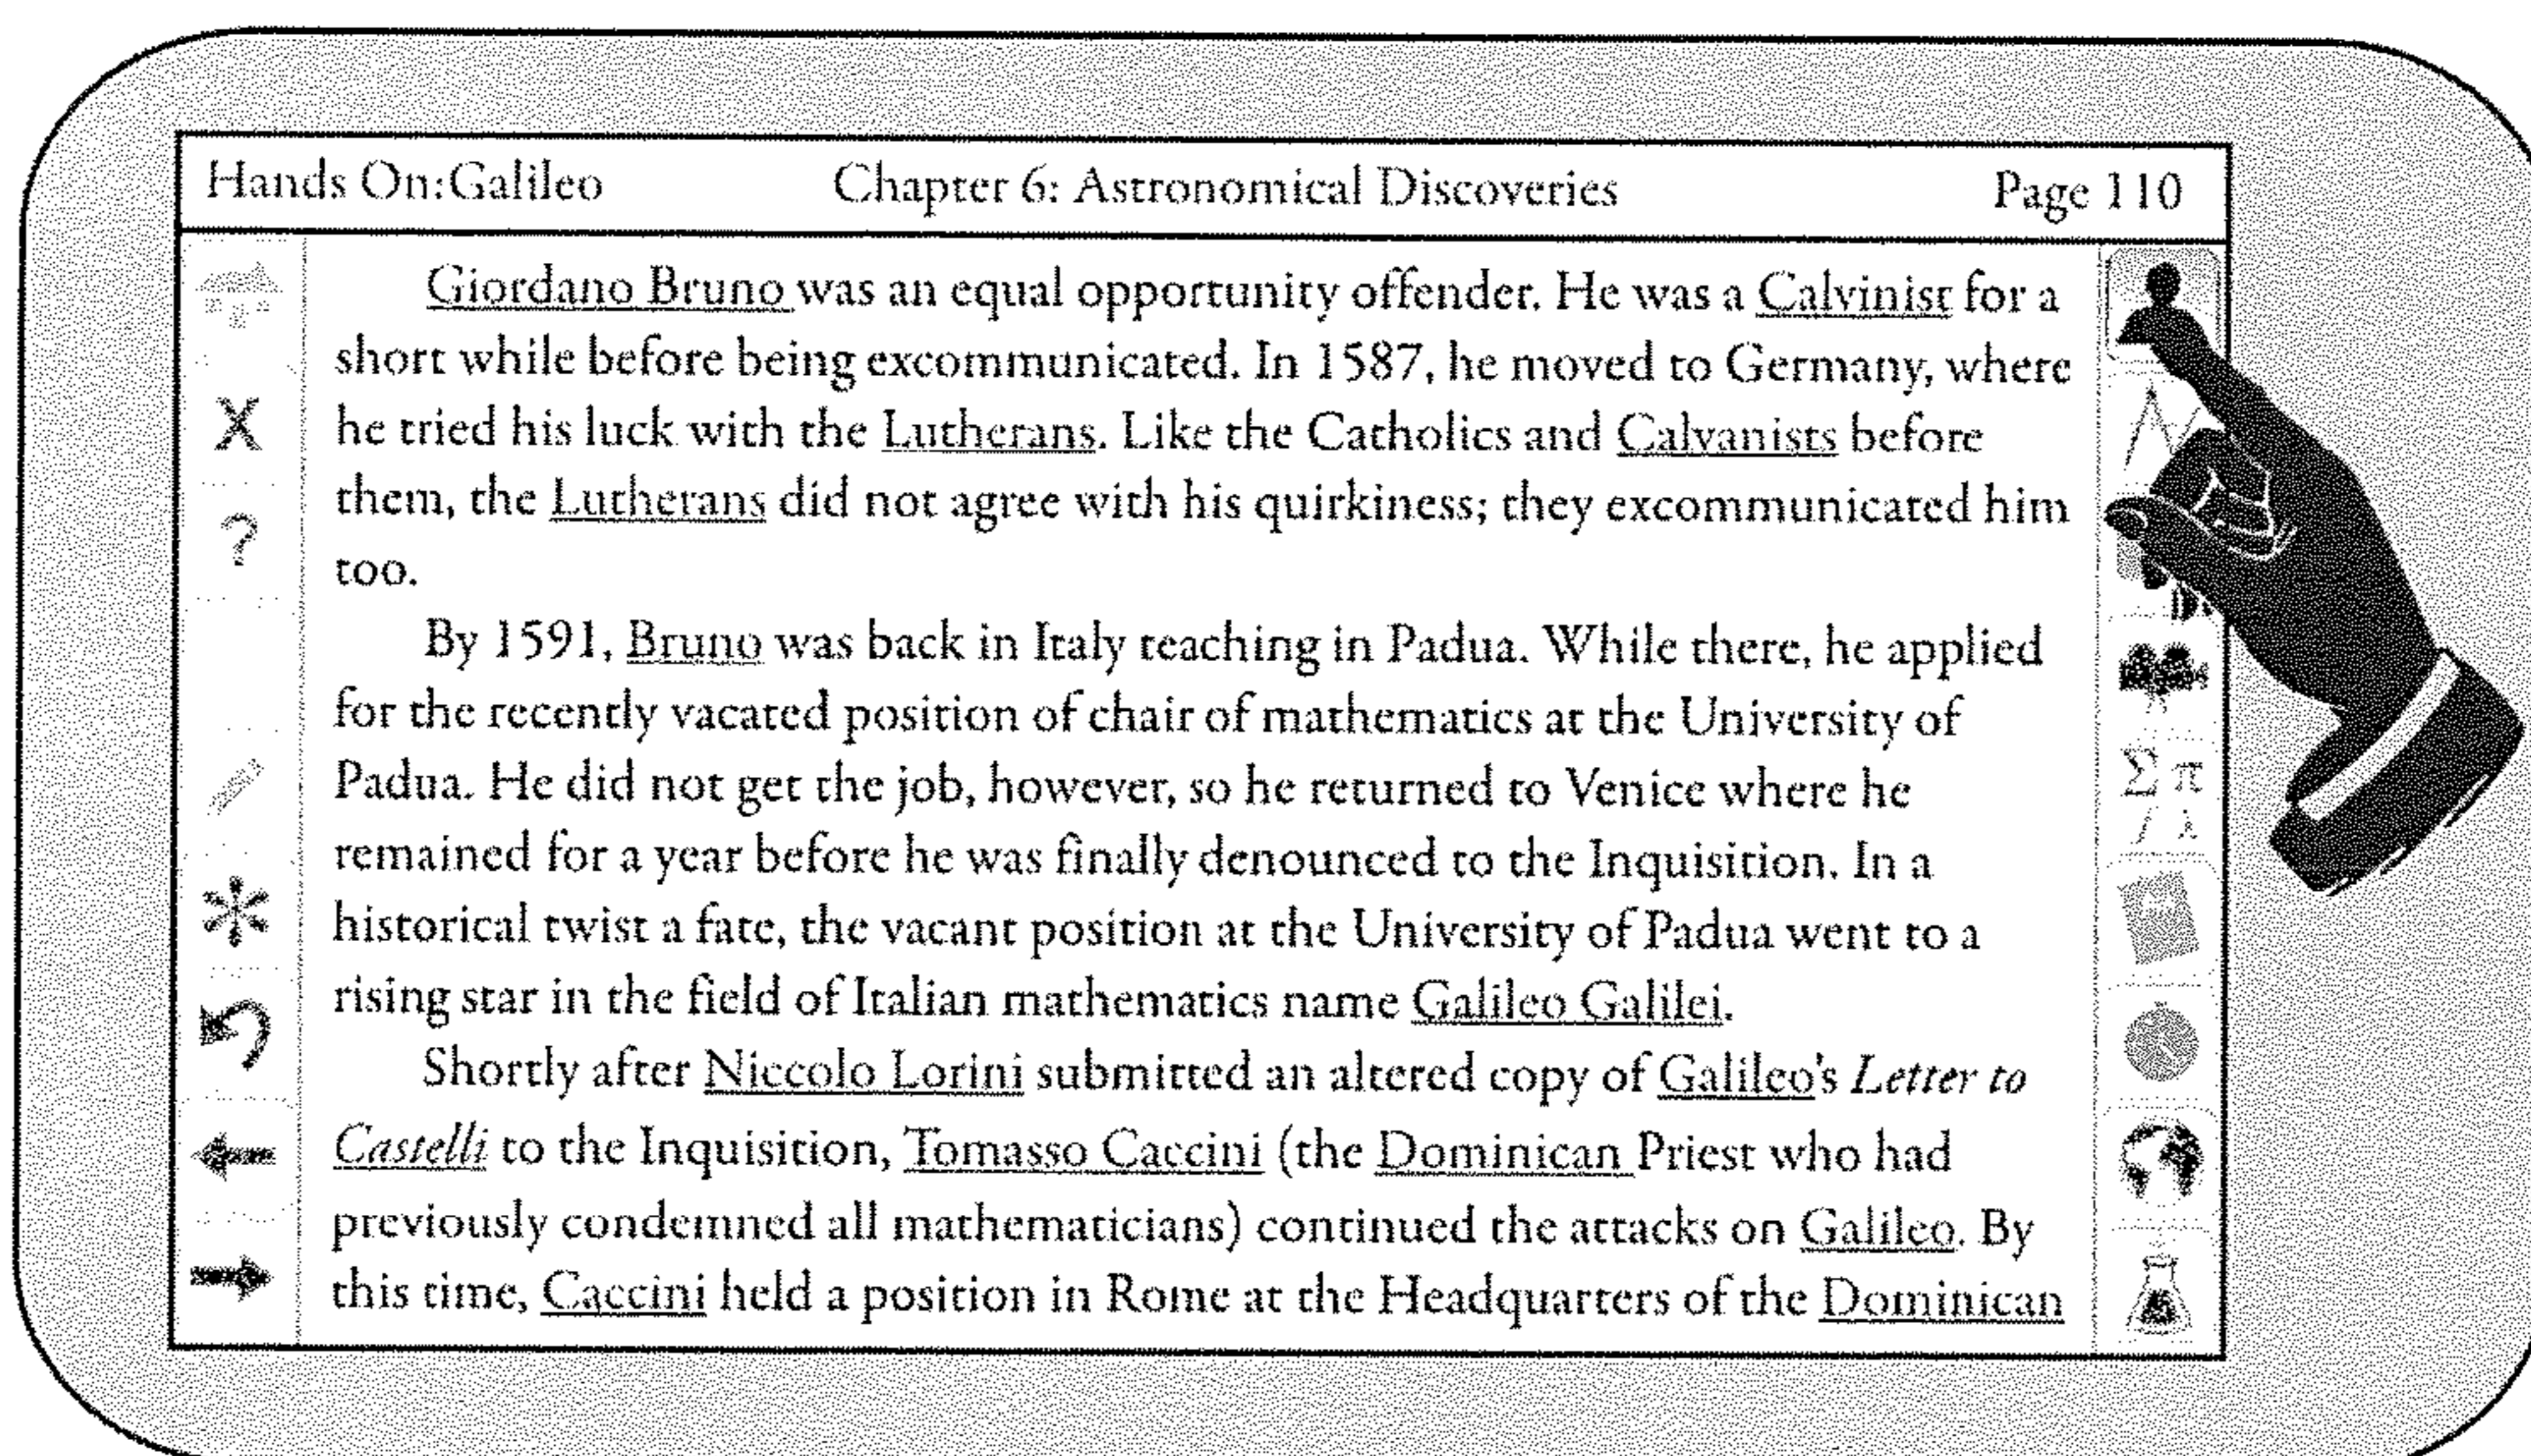 Hands On:Galileo Chapter 6: Astronomical Discoveries Page 110
Giordano Bruno was an equal opportunity offender. He was a Calvinist for a
short while before being excommunicated. In 1587, he moved to Germany, where
he tried his luck with the Lutherans. Like the Catholics and Calvanists before
them, the Lutherans did not agree with his quirkiness; they excommunicated him
too.
By 1591, Bruno was back in Italy teaching in Padua. While there, he applied
for the recently vacated position of chair of mathematics at the University of
Padua. He did not get the job, however, so he returned to Venice where he
remained for a year before he was finally denounced to the Inquisition. In a
historical twist a fate, the vacant position at the University of Padua went to a
rising star in the field of Italian mathematics name Galileo Galilei.
Shortly after Niccolo Lorini submitted an altered copy of Galileo's Letter to
Castelli to the Inquisition, Tomasso Caccini (the Dominican Priest who had
previously condemned all mathematicians) continued the attacks on Galileo. By
this time, Caccini held a position in Rome at the Headquarters of the Dominican
X
?
Σ π
∫ λ